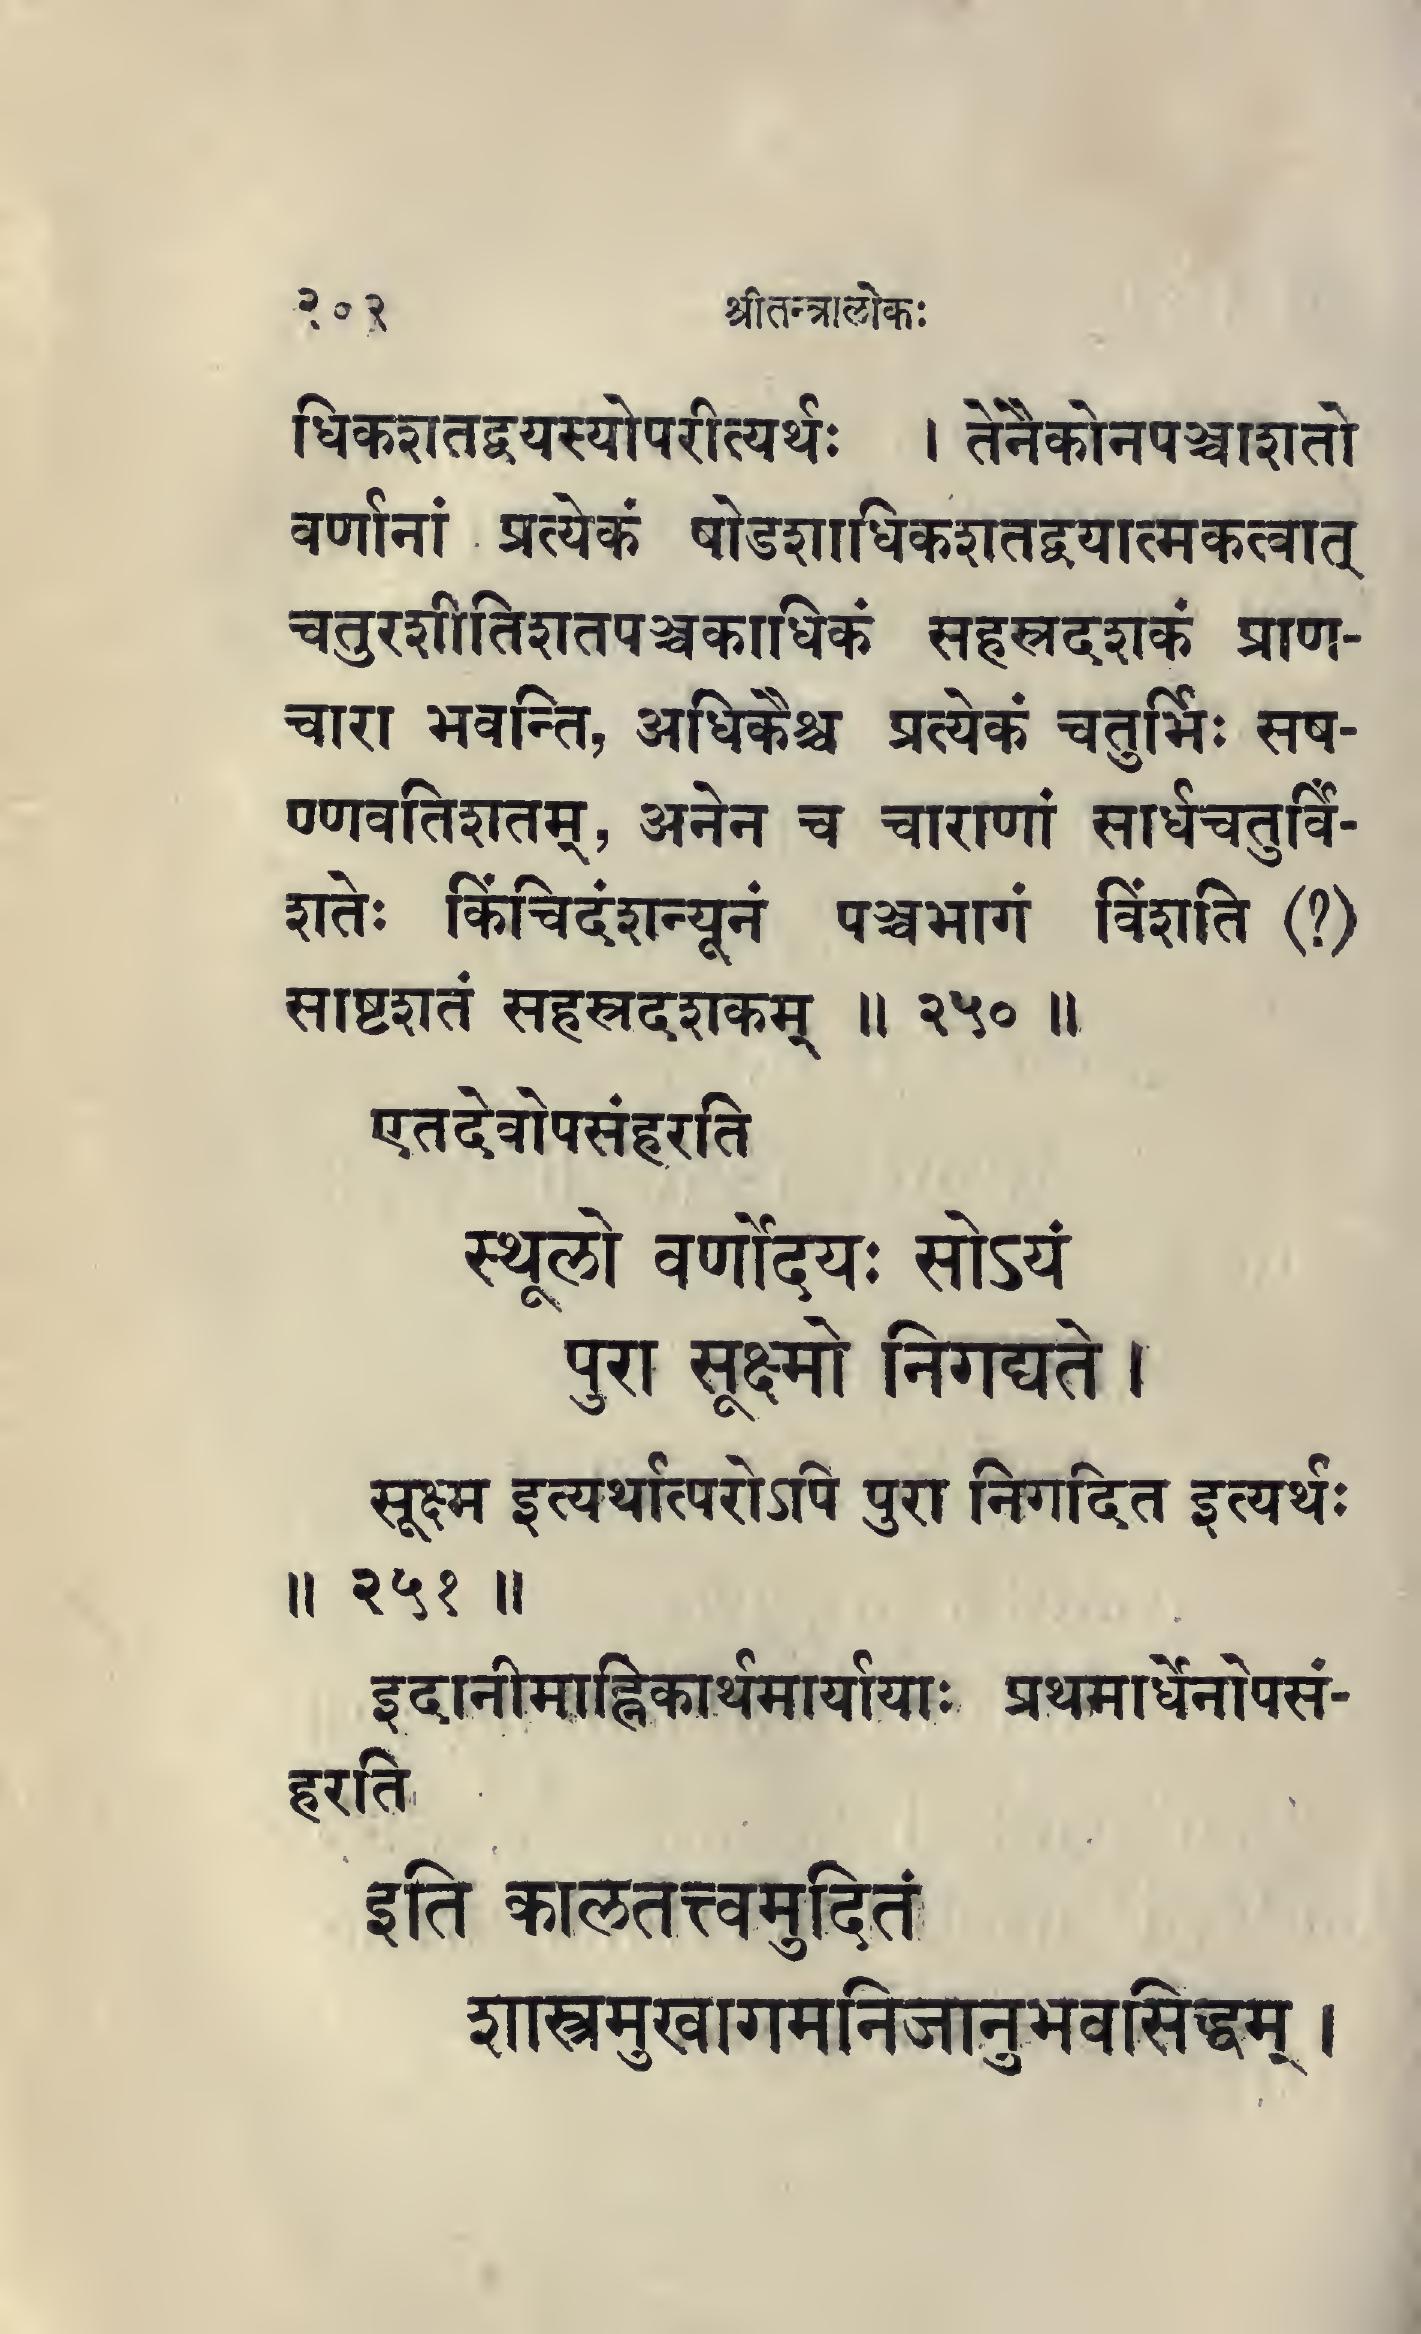 २०२ श्रीतन्त्रालोकः
धिकशतद्वयस्योपरीत्यर्थः । तेनैकोनपञ्चाशतो
वर्णानां प्रत्येकं षोडशाधिकशतद्वयात्मकत्वात्
चतुरशीतिशतपञ्चकाधिकं सहस्रदशकं प्राण-
चारा भवन्ति, अधिकैश्च प्रत्येकं चतुर्भिः सष-
ण्णवतिशतम्, अनेन च चाराणां सार्धचतुर्विं-
शतेः किंचिदंशन्यूनं पञ्चभागं विंशति (?)
साष्टशतं सहस्रदशकम् ॥ २५० ॥
एतदेवोपसंहरति
स्थूलो वर्णोदयः सोऽयं
पुरा सूक्ष्मो निगद्यते ।
सूक्ष्म इत्यर्थात्परोऽपि पुरा निगदित इत्यर्थः
॥ २५१ ॥
इदानीमाह्निकार्थमार्यायाः प्रथमार्धेनोपसं-
हरति
इति कालतत्त्वमुदितं
शास्त्रमुखागमनिजानुभवसिद्धम् ।